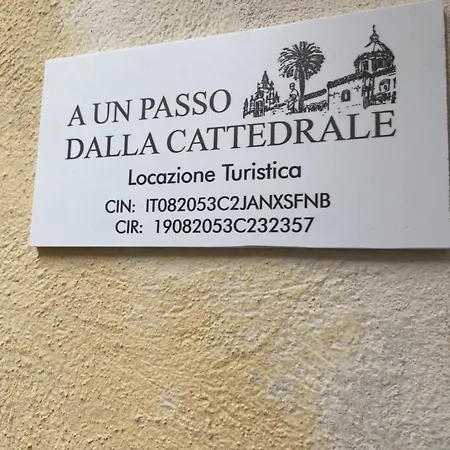 A UN PASSO
DALLA CATTEDRALE
Locazione Turistica
CIN: IT082053C2JANXSFNB
CIR: 19082053C232357